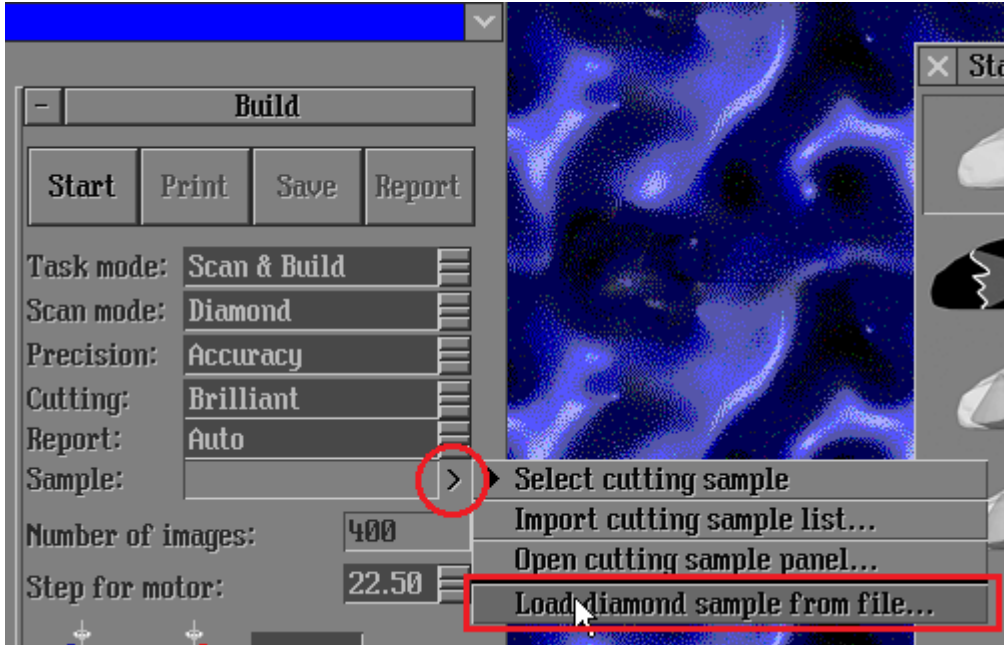 Sta
Build
Start Print Save Report
Task mode: Scan & Build
Scan mode: Diamond
Precision: Accuracy
Cutting: Brilliant
Report: Auto
Sample: > Select cutting sample
Import cutting sample list...
Number of images: 400
Open cutting sample panel...
Step for motor: 22.50
Load diamond sample from file...